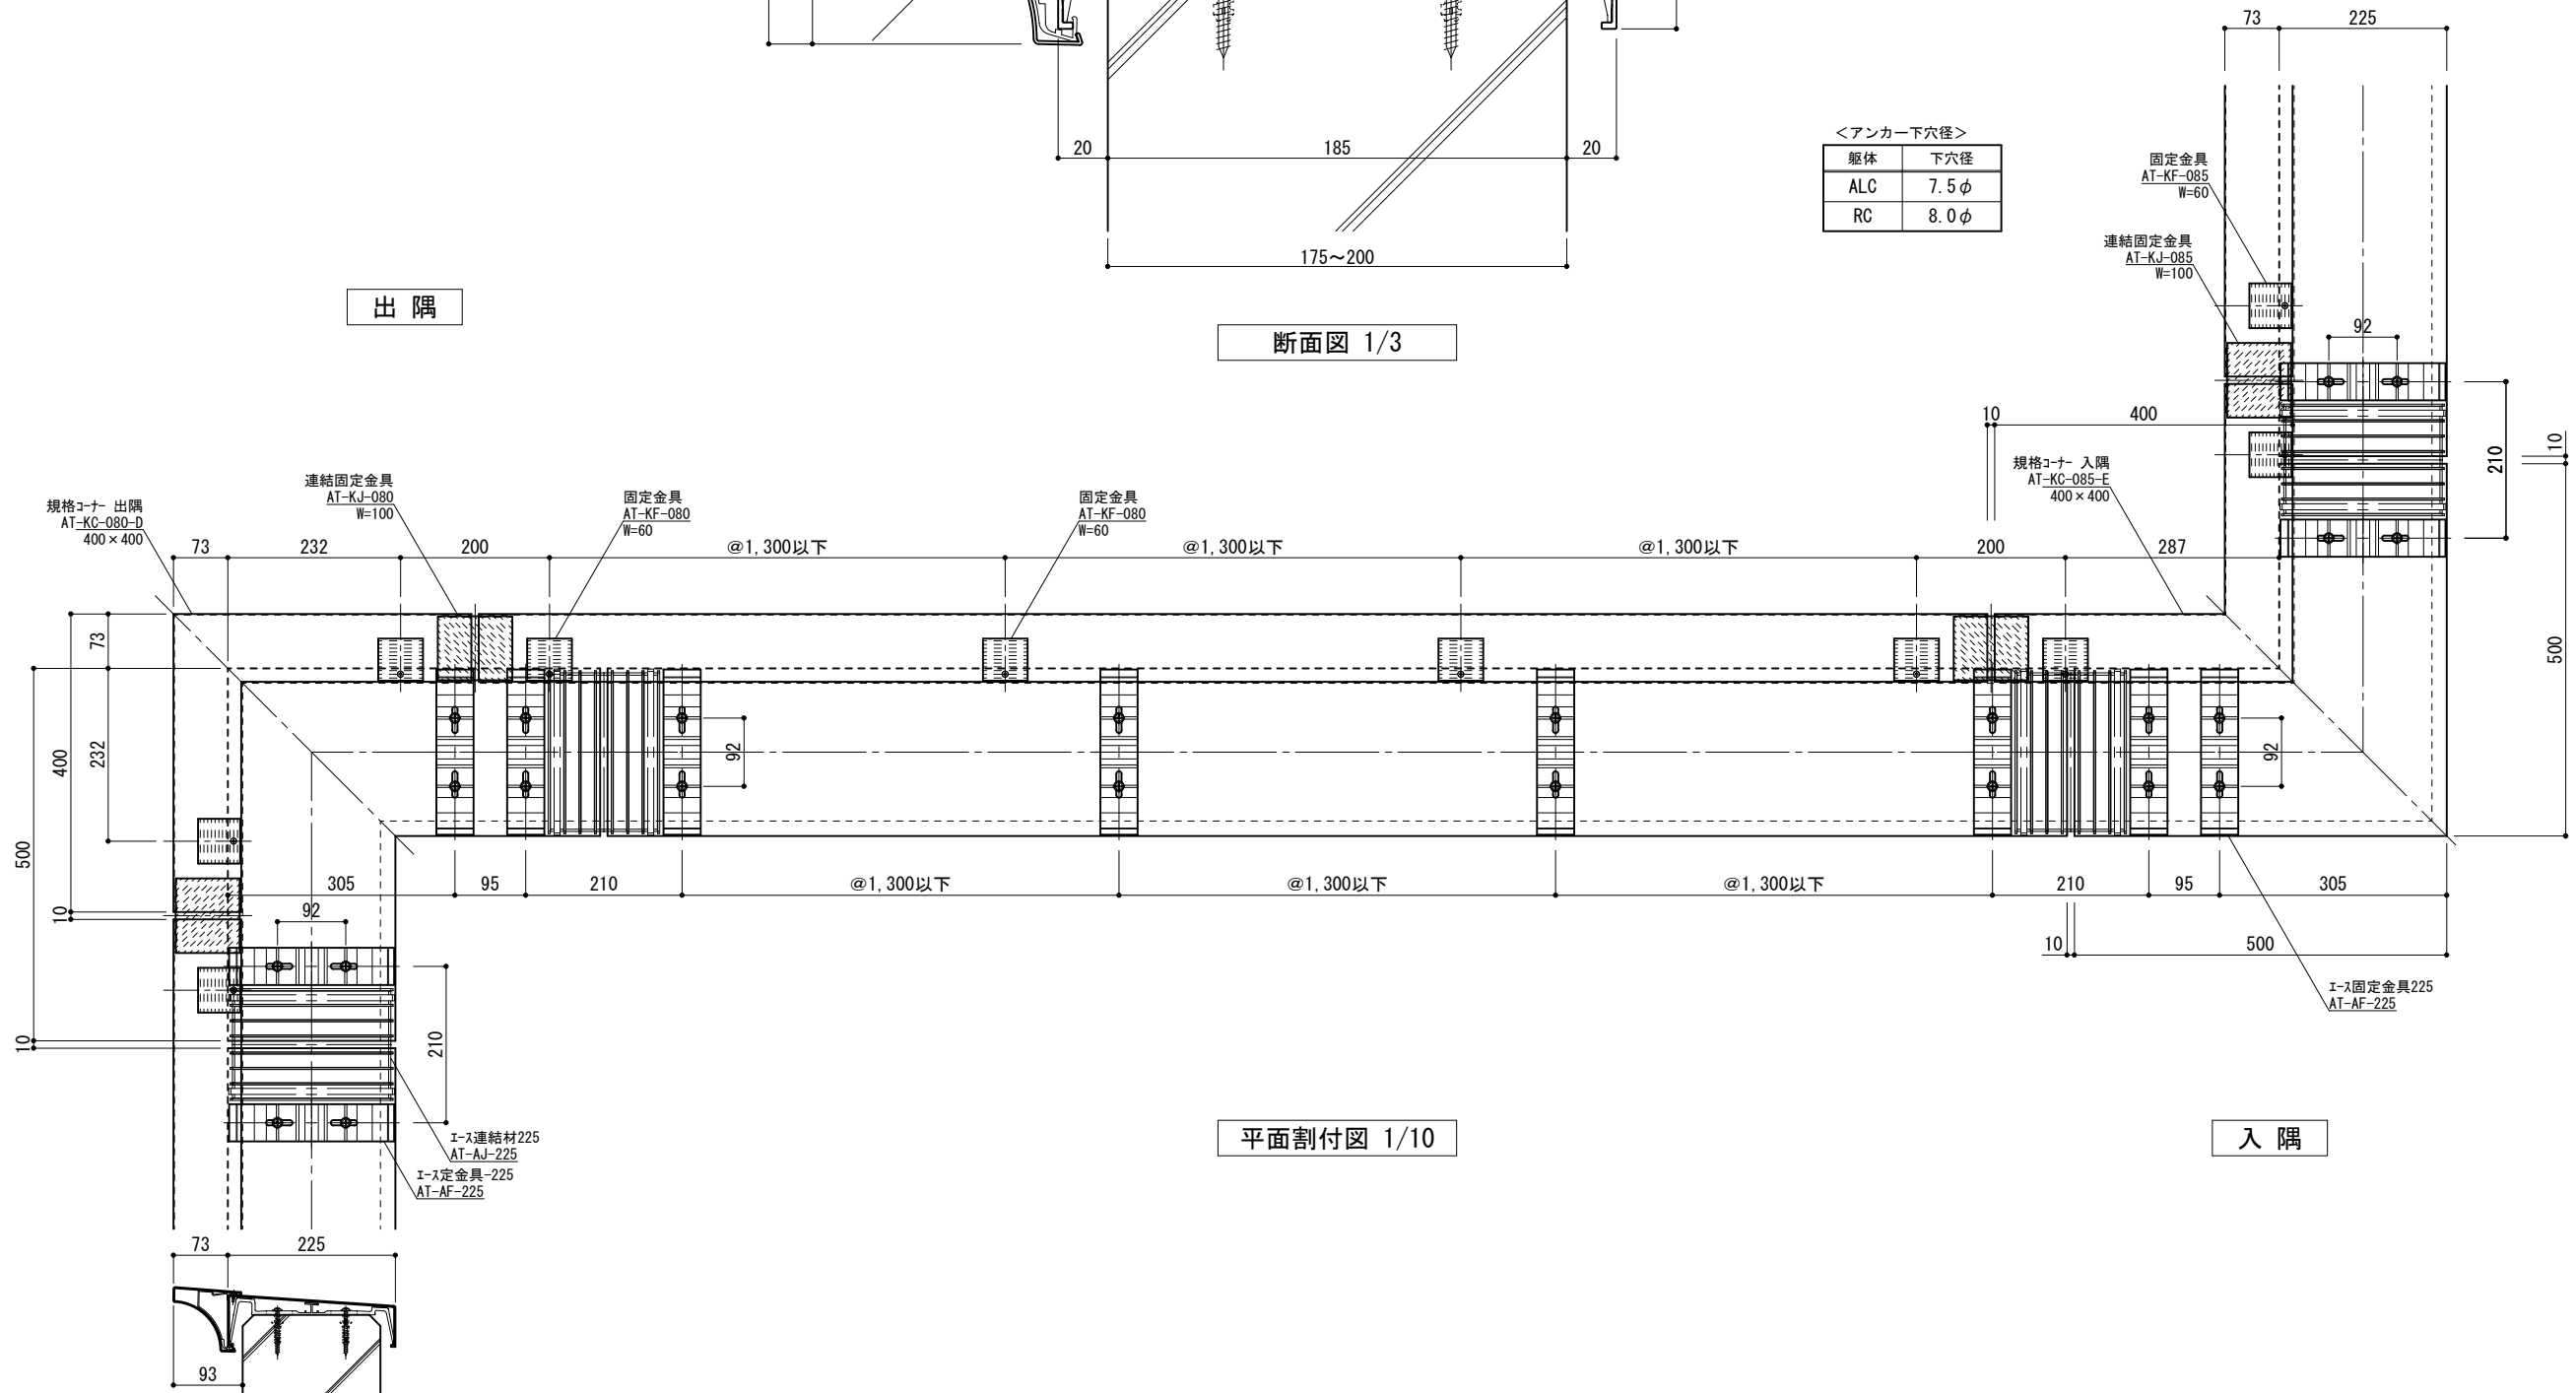 73
225
20
185
20
175~200
<アンカー下穴径>
躯体 下穴径
ALC 7.5φ
RC 8.0φ
固定金具
AT-KF-085
W=60
連結固定金具
AT-KJ-085
W=100
出 隅
断面図 1/3
92
10
400
210
10
規格コーナー 入隅
AT-KC-085-E
400×400
規格コーナー 出隅
AT-KC-080-D
400×400
連結固定金具
AT-KJ-080
W=100
固定金具
AT-KF-080
W=60
固定金具
AT-KF-080
W=60
73
232
200
@1,300以下
@1,300以下
@1,300以下
200
287
73
400
232
500
10
10
92
92
500
305
95
210
@1,300以下
@1,300以下
@1,300以下
210
95
305
92
10
500
210
エース固定金具225
AT-AF-225
エース連結材225
AT-AJ-225
エース定金具-225
AT-AF-225
平面割付図 1/10
入 隅
73
225
93